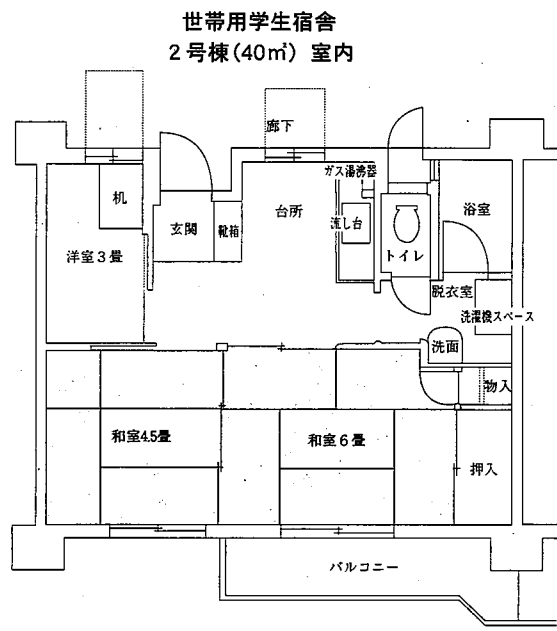 世帯用学生宿舎
2号棟(40㎡) 室内
廊下
ガス湯沸器
机
玄関
靴箱
台所
流し台
トイレ
浴室
洋室3畳
脱衣室
洗濯機スペース
洗面
物入
和室4.5畳
和室6畳
押入
バルコニー